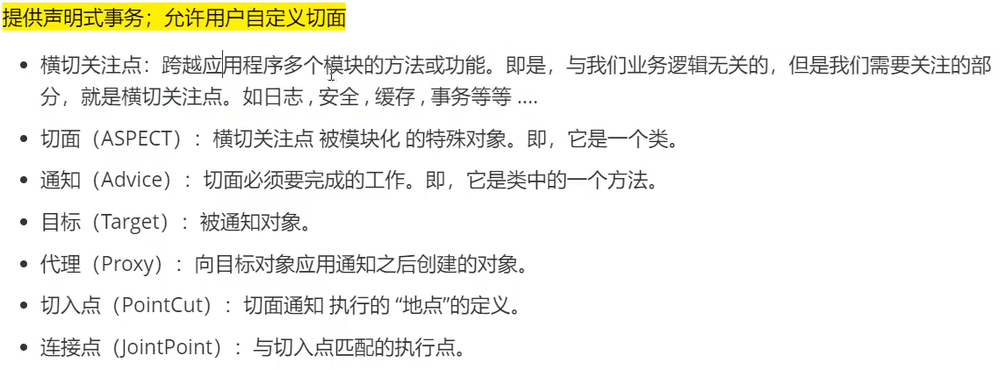 提供声明式事务；允许用户自定义切面
横切关注点：跨越应用程序多个模块的方法或功能。即是，与我们业务逻辑无关的，但是我们需要关注的部
分，就是横切关注点。如日志 , 安全 , 缓存 , 事务等等 ....
切面（ASPECT）：横切关注点 被模块化 的特殊对象。即，它是一个类。
通知（Advice）：切面必须要完成的工作。即，它是类中的一个方法。
目标（Target）：被通知对象。
代理（Proxy）：向目标对象应用通知之后创建的对象。
切入点（PointCut）：切面通知 执行的 “地点”的定义。
连接点（JointPoint）：与切入点匹配的执行点。